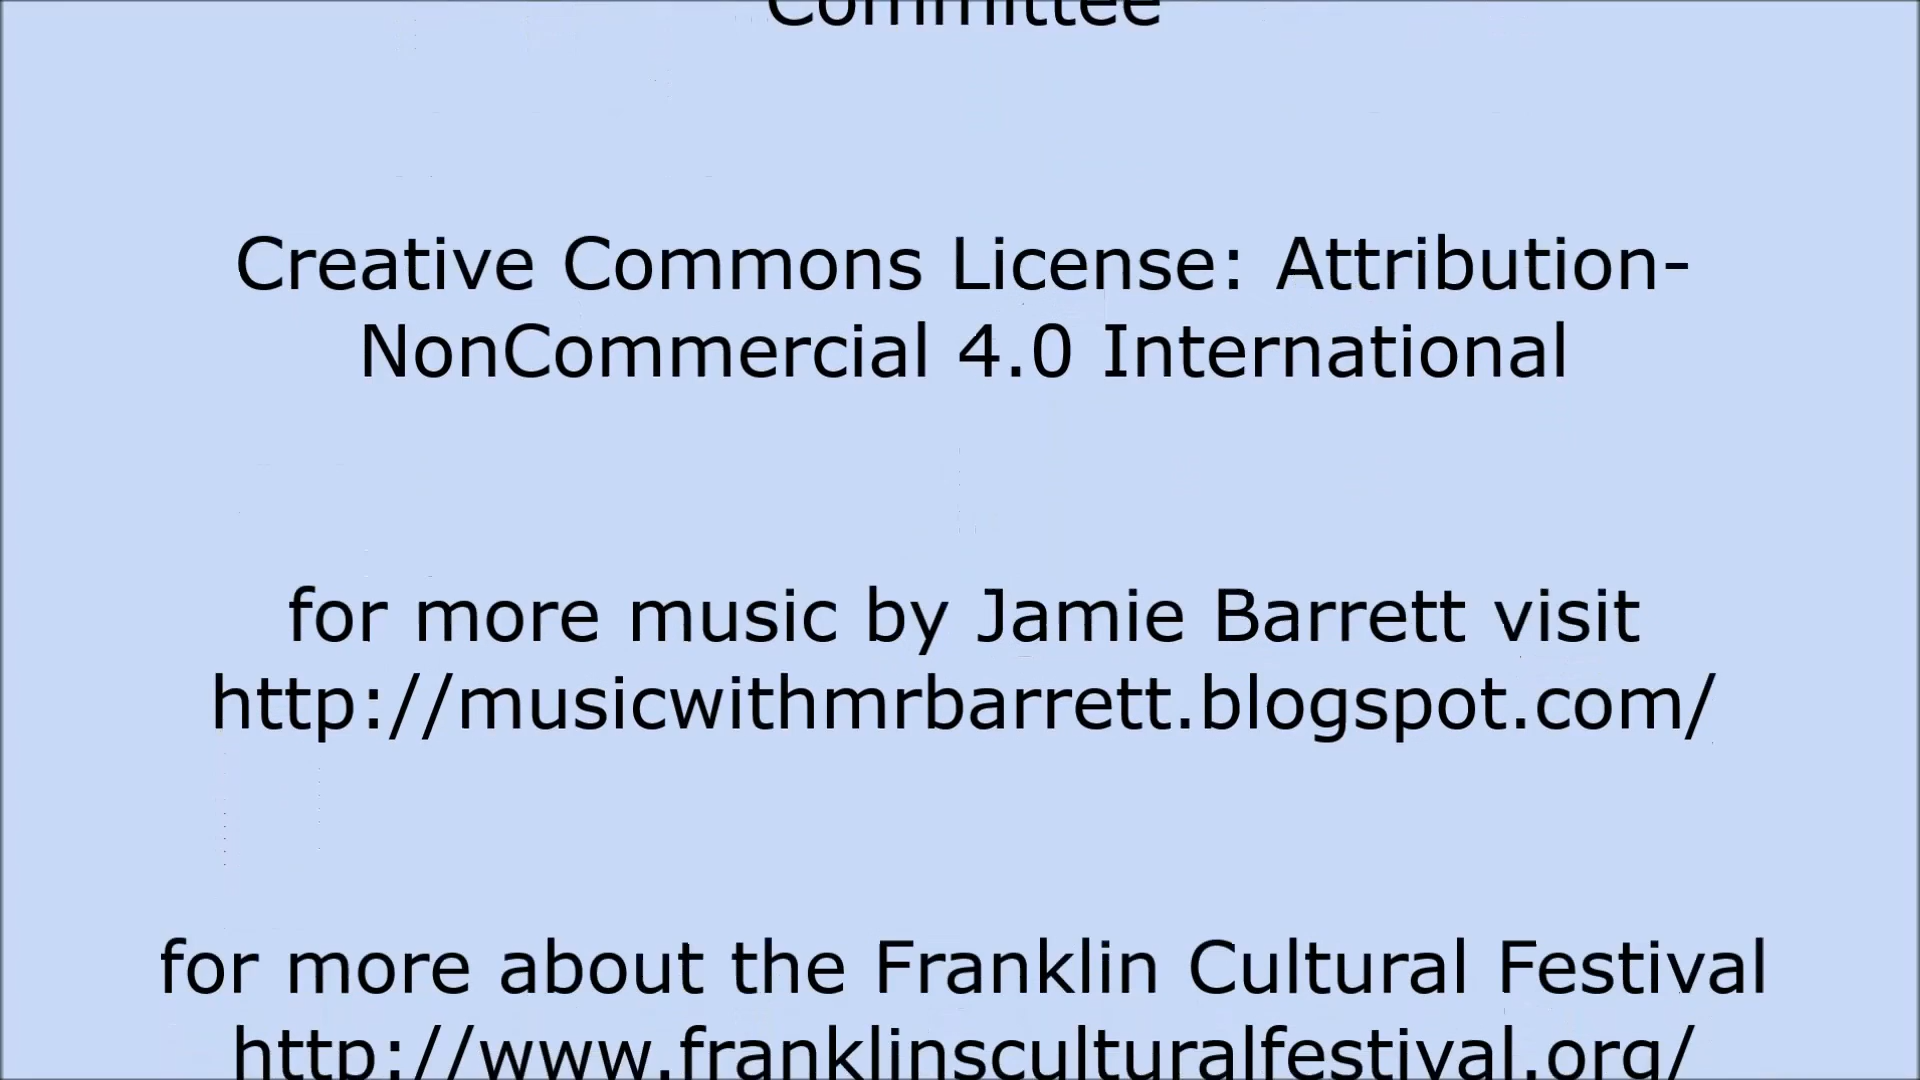 Committee
Creative Commons License: Attribution-
NonCommercial 4.0 International
for more music by Jamie Barrett visit
http://musicwithmrbarrett.blogspot.com/
for more about the Franklin Cultural Festival
http://www.franklinsculturalfestival.org/